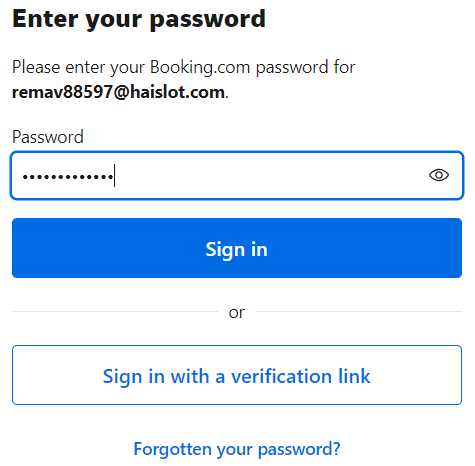 Enter your password
Please enter your Booking.com password for
remav88597@haislot.com.
Password
•••••••••••••
Sign in
or
Sign in with a verification link
Forgotten your password?